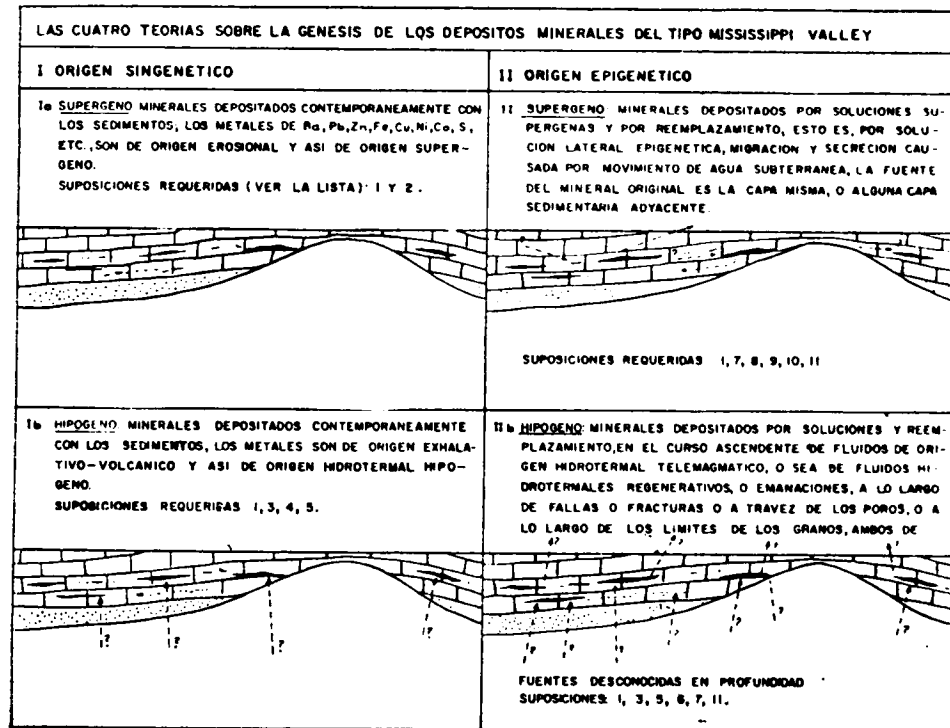 LAS CUATRO TEORIAS SOBRE LA GENESIS DE LOS DEPOSITOS MINERALES DEL TIPO MISSISSIPPI VALLEY
I ORIGEN SINGENETICO
Ia SUPERGENO MINERALES DEPOSITADOS CONTEMPORANEAMENTE CON
LOS SEDIMENTOS, LOS METALES DE Ba, Pb, Zn, Fe, Cu, Ni, Co, S,
ETC., SON DE ORIGEN EROSIONAL Y ASI DE ORIGEN SUPER-
GENO.
SUPOSICIONES REQUERIDAS (VER LA LISTA): 1 Y 2.
II ORIGEN EPIGENETICO
II SUPERGENO: MINERALES DEPOSITADOS POR SOLUCIONES SU-
PERGENAS Y POR REEMPLAZAMIENTO, ESTO ES, POR SOLU-
CION LATERAL EPIGENETICA, MIGRACION Y SECRECION CAU-
SADA POR MOVIMIENTO DE AGUA SUBTERRANEA, LA FUENTE
DEL MINERAL ORIGINAL ES LA CAPA MISMA, O ALGUNA CAPA
SEDIMENTARIA ADYACENTE.
SUPOSICIONES REQUERIDAS 1, 7, 8, 9, 10, 11
Ib HIPOGENO MINERALES DEPOSITADOS CONTEMPORANEAMENTE
CON LOS SEDIMENTOS, LOS METALES SON DE ORIGEN EXHALA-
TIVO-VOLCANICO Y ASI DE ORIGEN HIDROTERMAL HIPO-
GENO.
SUPOSICIONES REQUERIDAS 1, 3, 4, 5.
? ? ? ?
IIb HIPOGENO: MINERALES DEPOSITADOS POR SOLUCIONES Y REEM-
PLAZAMIENTO, EN EL CURSO ASCENDENTE DE FLUIDOS DE ORI-
GEN HIDROTERMAL TELEMAGMATICO, O SEA DE FLUIDOS HI-
DROTERMALES REGENERATIVOS, O EMANACIONES, A LO LARGO
DE FALLAS O FRACTURAS O A TRAVEZ DE LOS POROS, O A
LO LARGO DE LOS LIMITES DE LOS GRANOS, AMBOS DE
? ? ? ?
? ? ? ? ? ? ?
FUENTES DESCONOCIDAS EN PROFUNDIDAD
SUPOSICIONES: 1, 3, 5, 6, 7, 11.